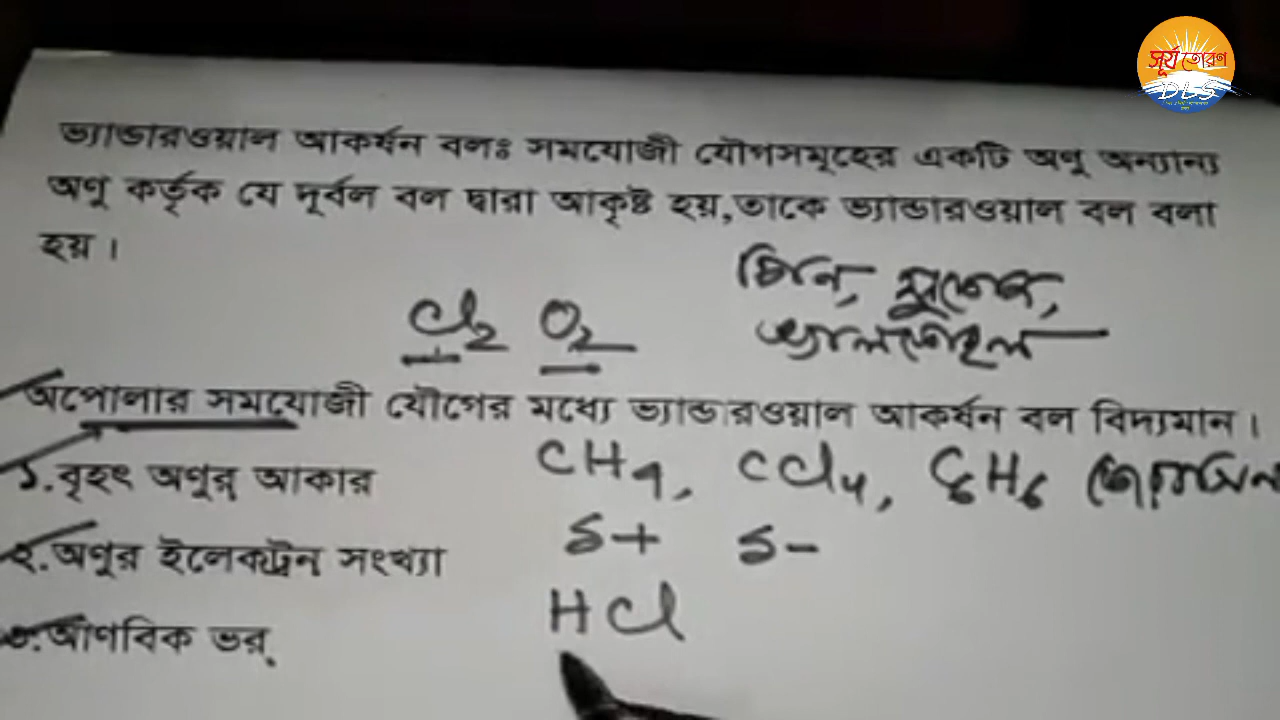 সূর্য তোরণ
DLS
ভ্যান্ডারওয়াল আকর্ষন বলঃ সমযোজী যৌগসমূহের একটি অণু অন্যান্য
অণু কর্তৃক যে দূর্বল বল দ্বারা আকৃষ্ট হয়,তাকে ভ্যান্ডারওয়াল বল বলা
হয়।
চিনি, গ্লুকোজ,
Cl2 O2
অ্যালকোহল
অপোলার সমযোজী যৌগের মধ্যে ভ্যান্ডারওয়াল আকর্ষন বল বিদ্যমান।
১.বৃহৎ অণুর আকার CH4, CCl4, C6H6
২.অণুর ইলেকট্রন সংখ্যা δ+ δ-
৩.আণবিক ভর HCl